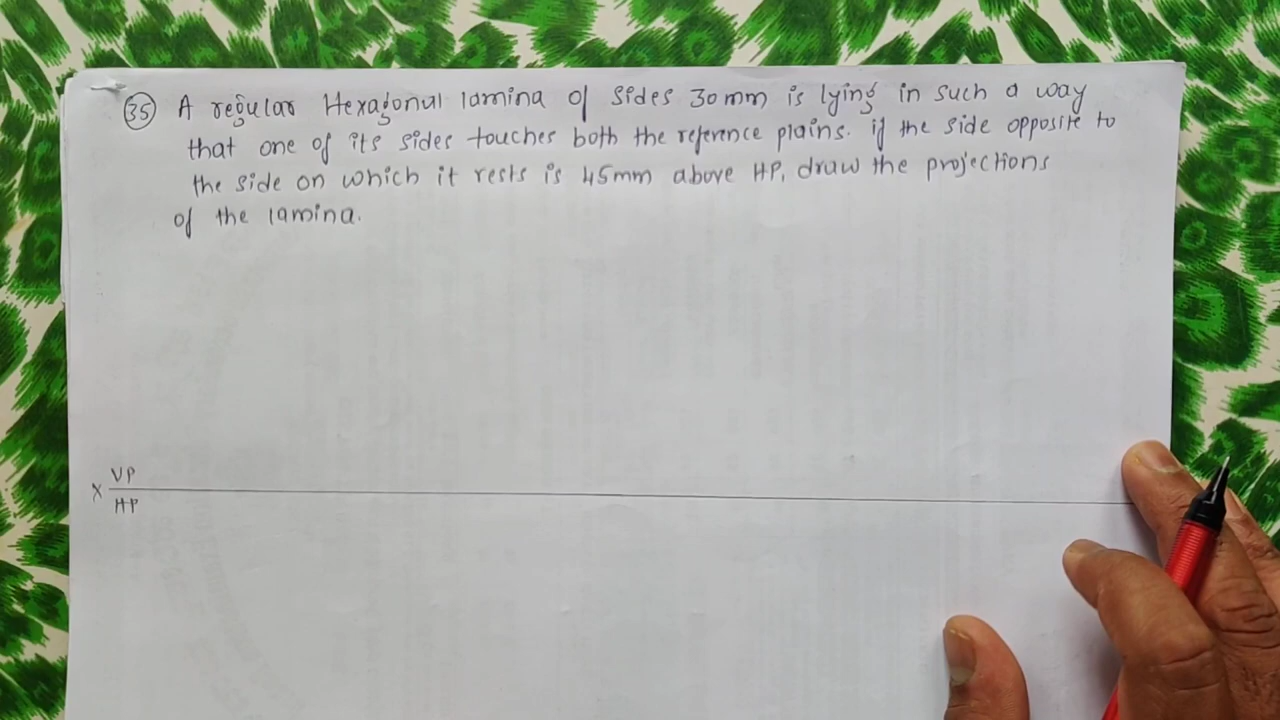 35 A regular Hexagonal lamina of sides 30mm is lying in such a way
that one of its sides touches both the reference plains. if the side opposite to
the side on which it rests is 45mm above HP, draw the projections
of the lamina.
VP
X
HP